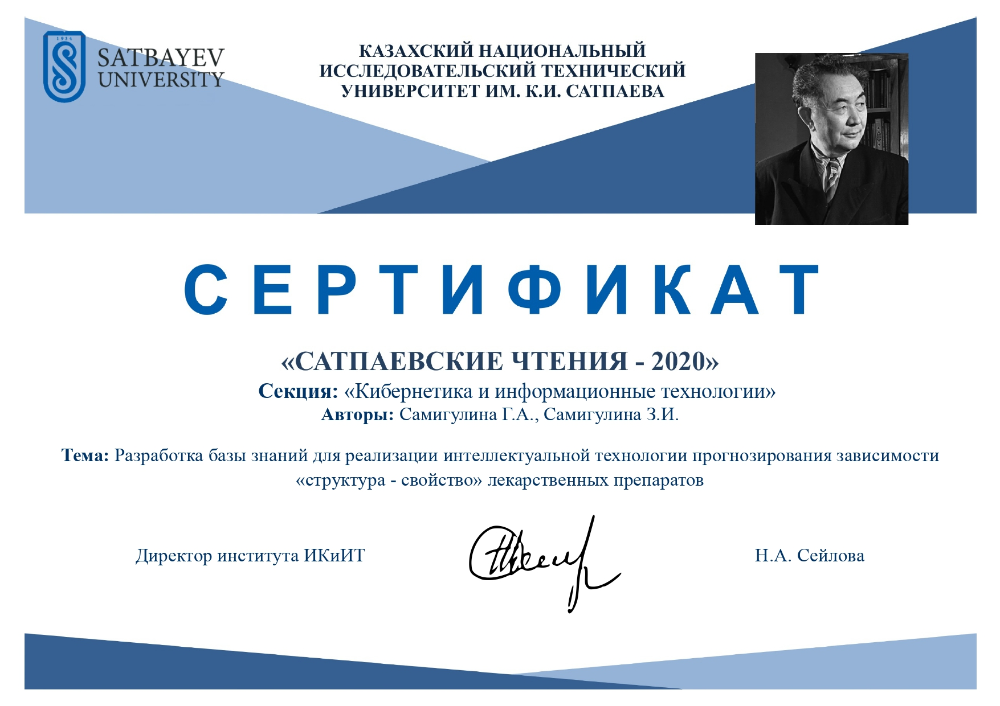 1934
SATBAYEV
UNIVERSITY
КАЗАХСКИЙ НАЦИОНАЛЬНЫЙ
ИССЛЕДОВАТЕЛЬСКИЙ ТЕХНИЧЕСКИЙ
УНИВЕРСИТЕТ ИМ. К.И. САТПАЕВА
СЕРТИФИКАТ
«САТПАЕВСКИЕ ЧТЕНИЯ - 2020»
Секция: «Кибернетика и информационные технологии»
Авторы: Самигулина Г.А., Самигулина З.И.
Тема: Разработка базы знаний для реализации интеллектуальной технологии прогнозирования зависимости
«структура - свойство» лекарственных препаратов
Директор института ИКиИТ
Н.А. Сейлова